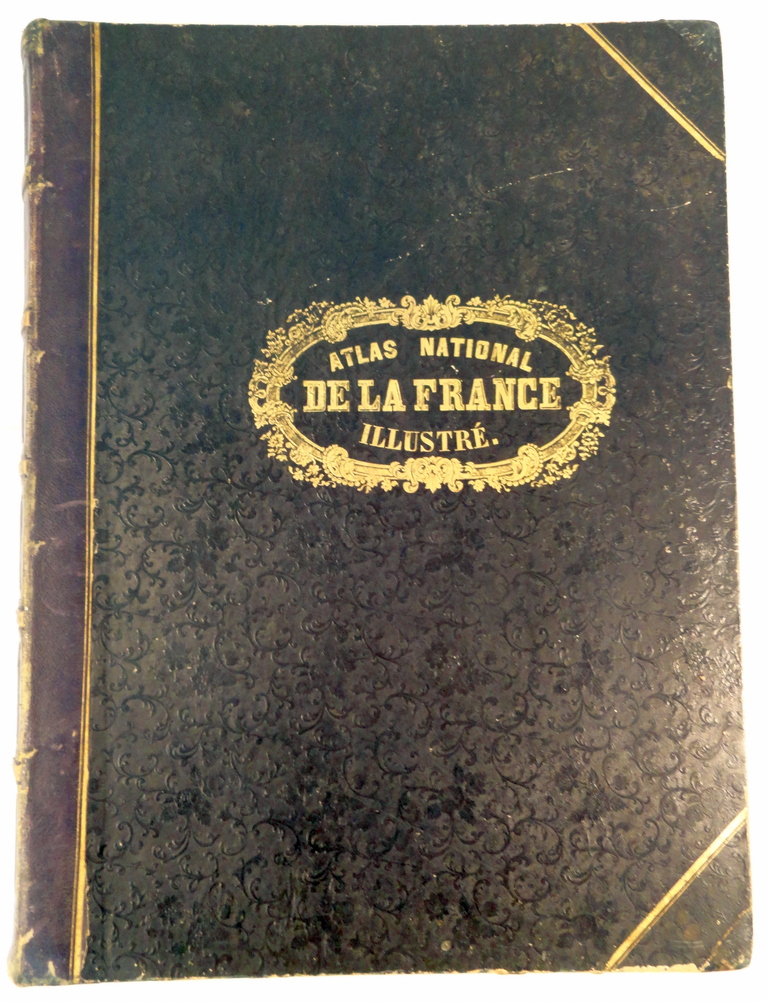 ATLAS NATIONAL
DE LA FRANCE
ILLUSTRÉ.